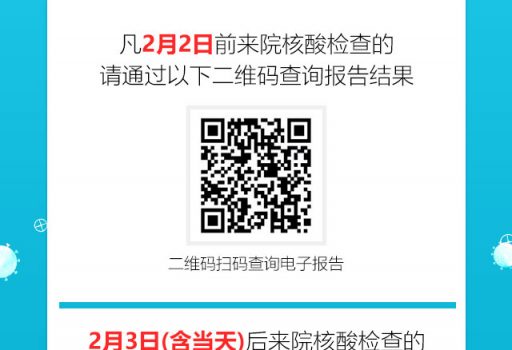 凡2月2日前来院核酸检查的
请通过以下二维码查询报告结果
二维码扫码查询电子报告
2月3日(含当天)后来院核酸检查的